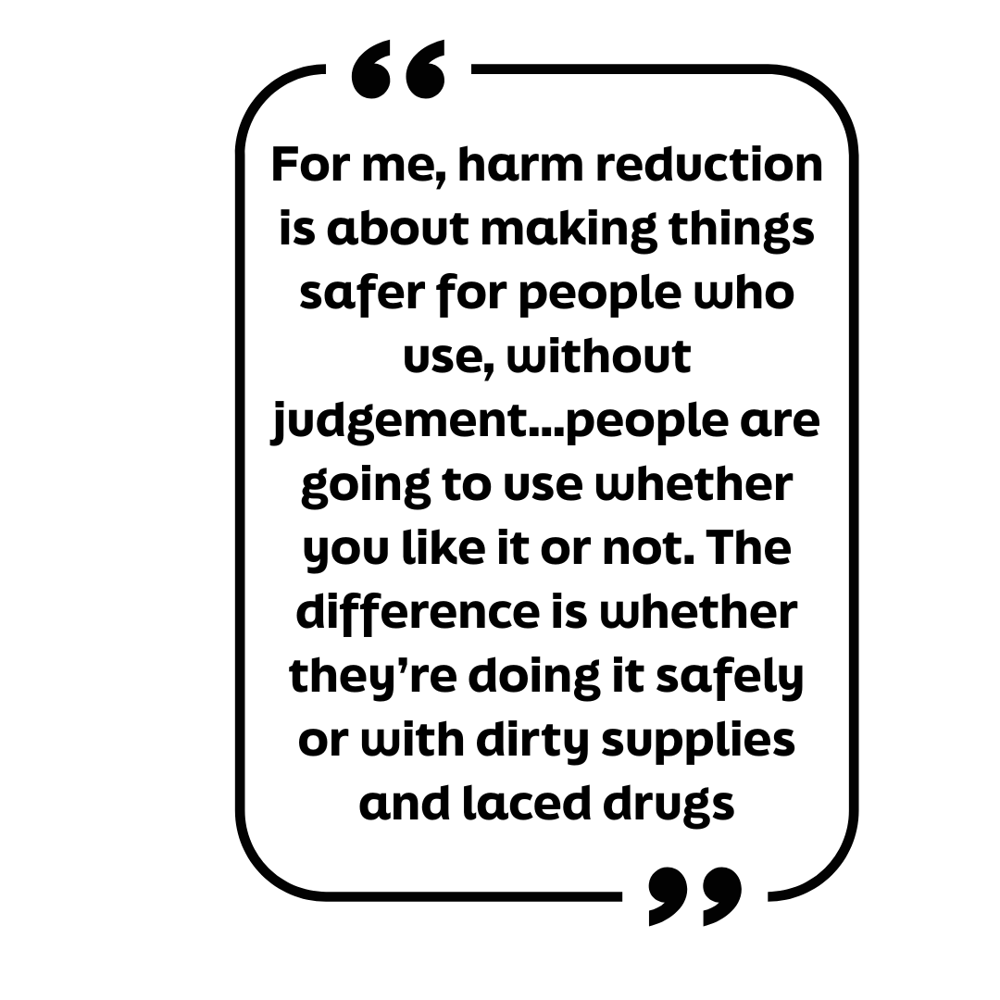 “
For me, harm reduction
is about making things
safer for people who
use, without
judgement...people are
going to use whether
you like it or not. The
difference is whether
they’re doing it safely
or with dirty supplies
and laced drugs
”